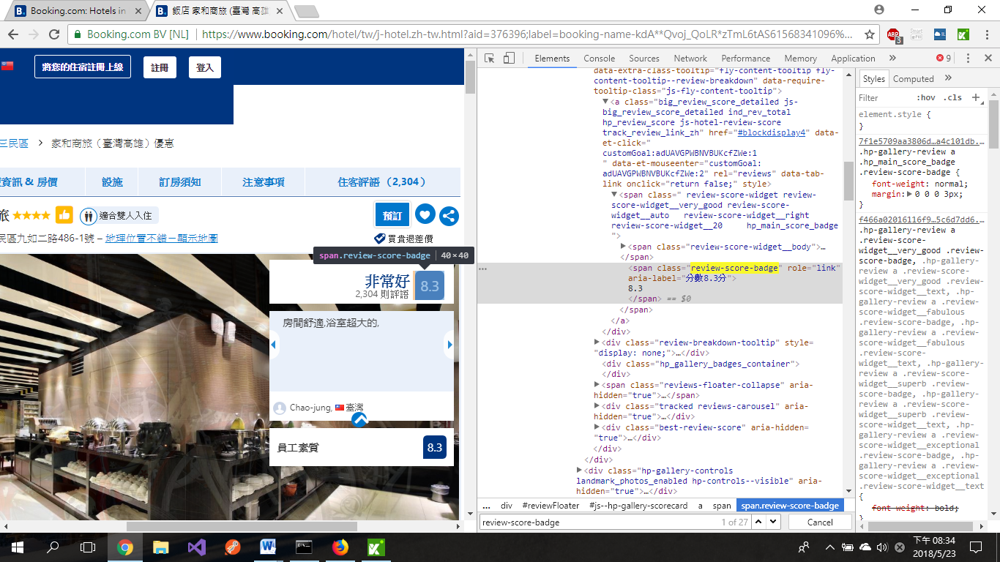 Booking.com: Hotels in
飯店 家和商旅 (臺灣 高雄
Booking.com BV [NL]
https://www.booking.com/hotel/tw/j-hotel.zh-tw.html?aid=376396;label=booking-name-kdA**Qvoj_QoLR*zTmL6tAS61568341096%...
ABP 3
將您的住宿註冊上線 註冊 登入
三民區 > 家和商旅(臺灣高雄)優惠
資訊 & 房價 設施 訂房須知 注意事項 住客評語 (2,304)
旅 適合雙人入住 預訂
民區九如二路486-1號 – 地理位置不錯－顯示地圖
買貴退差價
span.review-score-badge | 40×40
非常好 8.3
2,304 則評語
房間舒適,浴室超大的,
Chao-jung, 臺灣
員工素質 8.3
Elements Console Sources Network Performance Memory Application » 9
data-extra-class-tooltip="fly-content-tooltip fly-
content-tooltip--review-breakdown" data-require-
tooltip-class="js-fly-content-tooltip">
▼<a class="big_review_score_detailed js-
big_review_score_detailed ind_rev_total
hp_review_score js-hotel-review-score
track_review_link_zh" href="#blockdisplay4" data-
et-click="
customGoal:adUAVGPWBNVBUKcfZWe:1
" data-et-mouseenter="customGoal:
adUAVGPWBNVBUKcfZWe:2" rel="reviews" data-tab-
link onclick="return false;" style>
▼<span class=" review-score-widget review-
score-widget__very_good review-score-
widget__auto review-score-widget__right
review-score-widget__20 hp_main_score_badge
">
▶<span class="review-score-widget__body">…
</span>
<span class="review-score-badge" role="link"
aria-label="分數8.3分">
8.3
</span> == $0
</span>
</a>
</div>
▶<div class="review-breakdown-tooltip" style=
"display: none;">…</div>
<div class="hp_gallery_badges_container">
</div>
▶<span class="reviews-floater-collapse" aria-
hidden="true">…</span>
▶<div class="tracked reviews-carousel" aria-
hidden="true">…</div>
▶<div class="best-review-score" aria-hidden=
"true">…</div>
</div>
</div>
▶<div class="hp-gallery-controls
landmark_photos_enabled hp-controls--visible" aria-
hidden="true">…</div>
... div #reviewFloater #js--hp-gallery-scorecard a span span.review-score-badge
review-score-badge 1 of 27 Cancel
Styles Computed »
Filter :hov .cls +
element.style {
}
7f1e5709aa3806d…a4c101db.…
.hp-gallery-review a
.hp_main_score_badge
.review-score-badge {
font-weight: normal;
margin:▶0 0 0 3px;
}
f466a02016116f9…5c6d7dd6.…
.hp-gallery-review a
.review-score-
widget__very_good .review-
score-badge, .hp-gallery-
review a .review-score-
widget__very_good .review-
score-widget__text, .hp-
gallery-review a .review-
score-widget__fabulous
.review-score-badge, .hp-
gallery-review a .review-
score-widget__fabulous
.review-score-
widget__text, .hp-gallery-
review a .review-score-
widget__superb .review-
score-badge, .hp-gallery-
review a .review-score-
widget__superb .review-
score-widget__text, .hp-
gallery-review a .review-
score-widget__exceptional
.review-score-badge, .hp-
gallery-review a .review-
score-widget__exceptional
.review-score-widget__text
{
font-weight: bold;
}
下午 08:34
2018/5/23